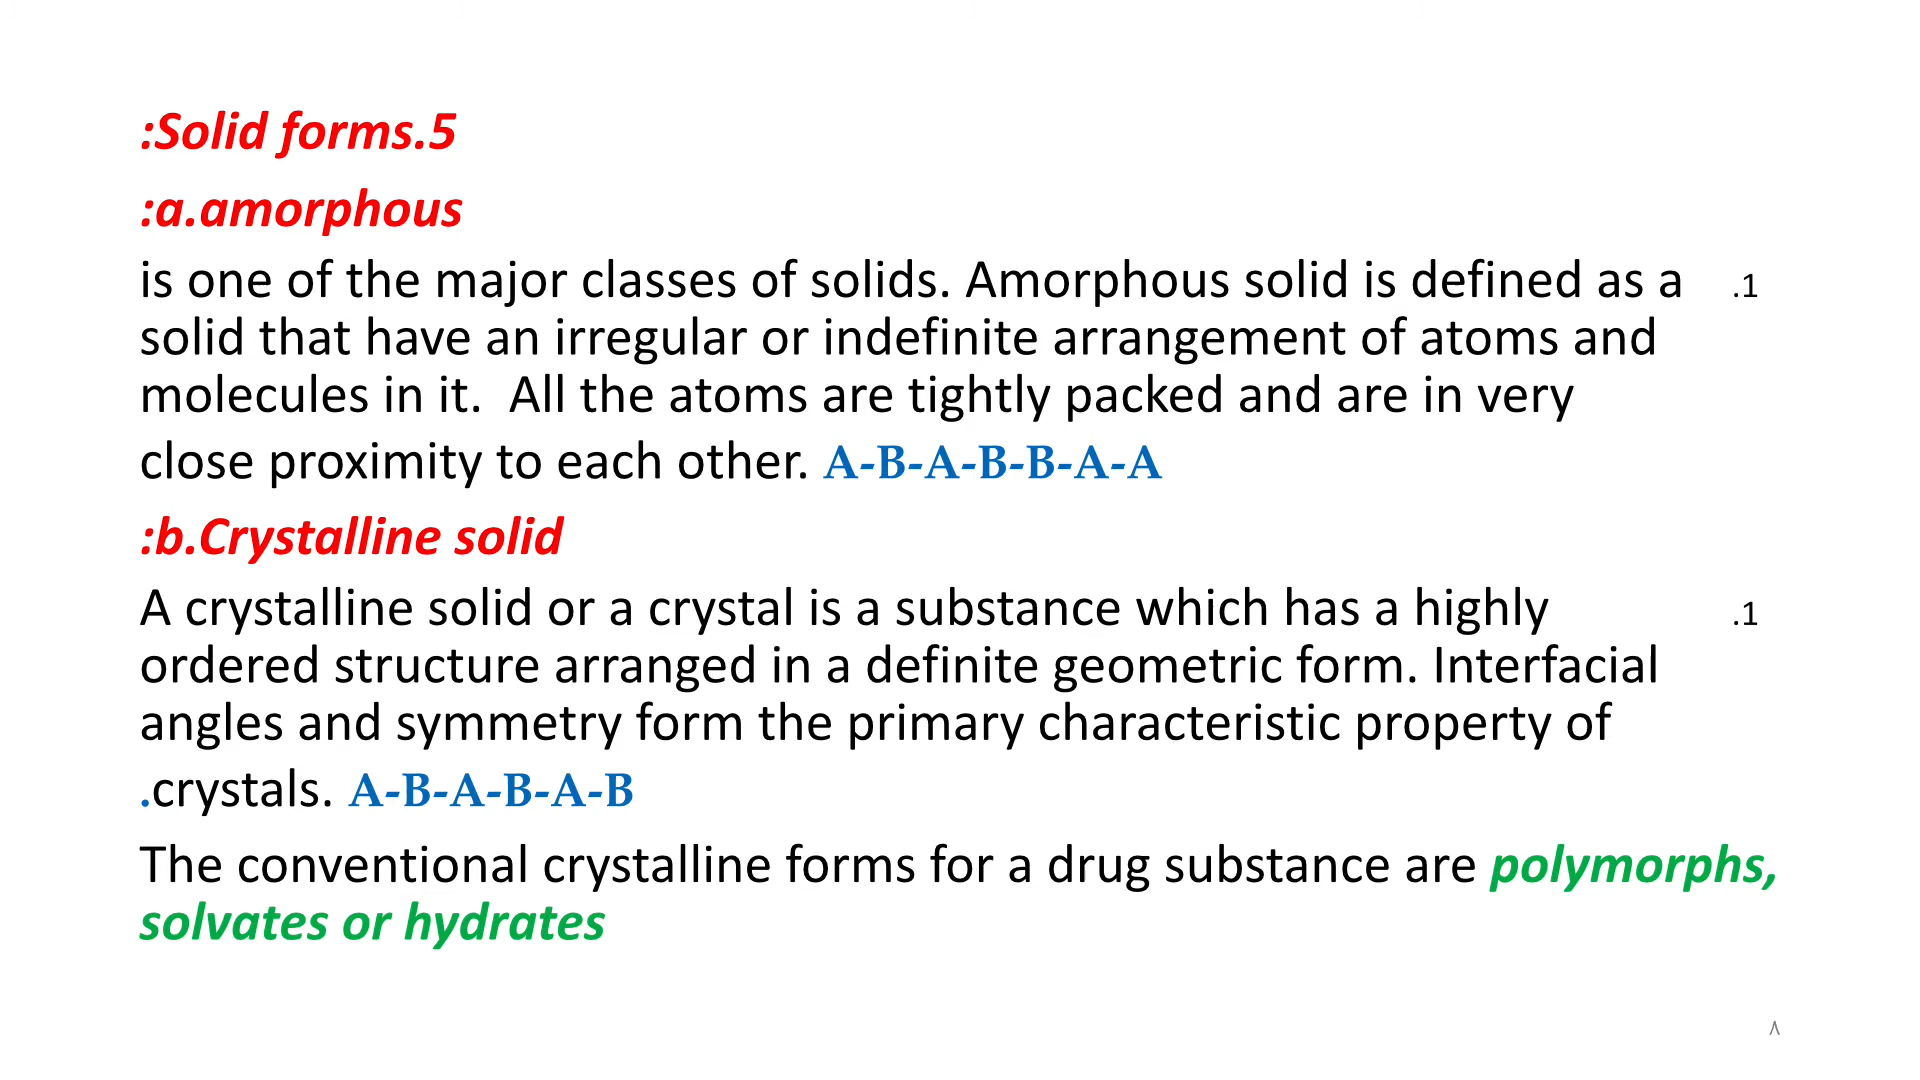 :Solid forms.5
:a.amorphous
is one of the major classes of solids. Amorphous solid is defined as a .1
solid that have an irregular or indefinite arrangement of atoms and
molecules in it.  All the atoms are tightly packed and are in very
close proximity to each other. A-B-A-B-B-A-A
:b.Crystalline solid
A crystalline solid or a crystal is a substance which has a highly .1
ordered structure arranged in a definite geometric form. Interfacial
angles and symmetry form the primary characteristic property of
.crystals. A-B-A-B-A-B
The conventional crystalline forms for a drug substance are polymorphs,
solvates or hydrates
٨